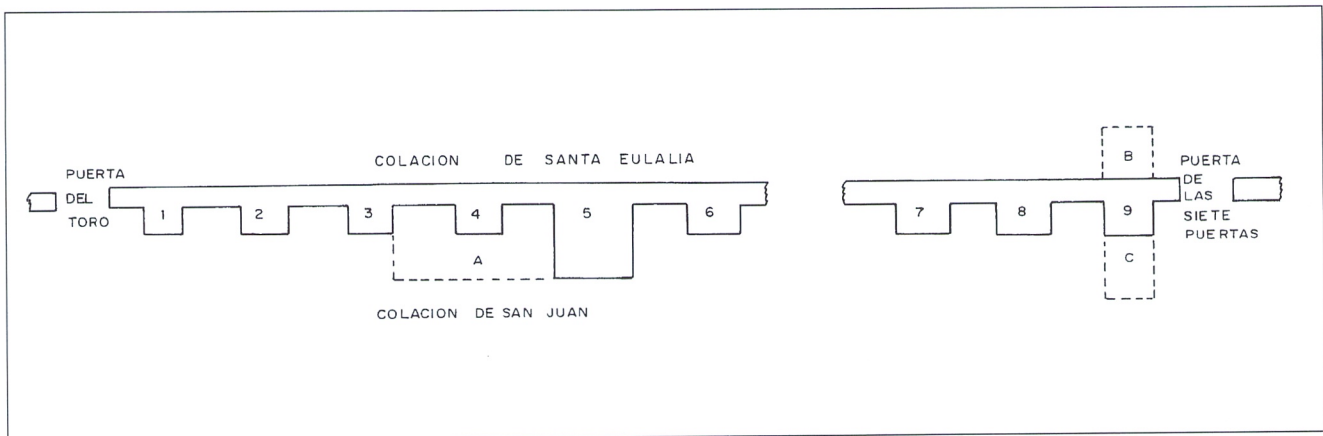 COLACION DE SANTA EULALIA
PUERTA
DEL
TORO
1 2 3 4 5 6 7 8 9
A
B
C
PUERTA
DE
LAS
SIETE
PUERTAS
COLACION DE SAN JUAN